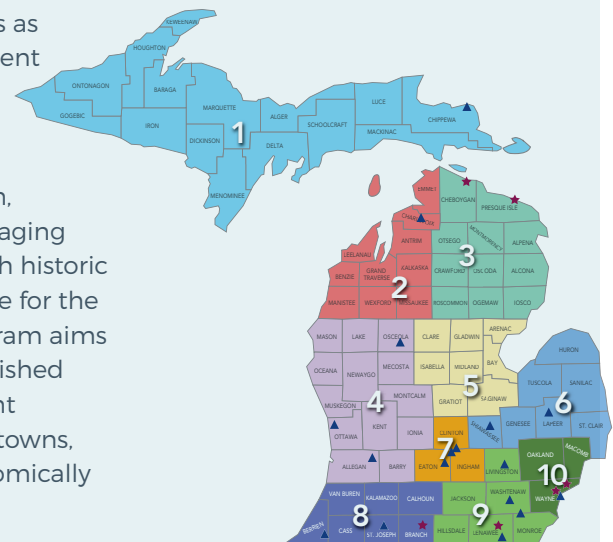 s as
ent
n,
aging
h historic
e for the
ram aims
ished
nt
towns,
omically
KEWEENAW
HOUGHTON
ONTONAGON
BARAGA
GOGEBIC
IRON
MARQUETTE
1
DICKINSON
MENOMINEE
ALGER
DELTA
SCHOOLCRAFT
LUCE
MACKINAC
CHIPPEWA
EMMET
CHEBOYGAN
PRESQUE ISLE
CHARLEVOIX
ANTRIM
OTSEGO
MONTMORENCY
ALPENA
3
LEELANAU
BENZIE
GRAND
TRAVERSE
KALKASKA
CRAWFORD
OSCODA
ALCONA
2
MANISTEE
WEXFORD
MISSAUKEE
ROSCOMMON
OGEMAW
IOSCO
MASON
LAKE
OSCEOLA
CLARE
GLADWIN
ARENAC
HURON
OCEANA
NEWAYGO
MECOSTA
ISABELLA
MIDLAND
BAY
TUSCOLA
SANILAC
5
4
MUSKEGON
MONTCALM
GRATIOT
SAGINAW
6
OTTAWA
KENT
IONIA
CLINTON
SHIAWASSEE
GENESEE
LAPEER
ST. CLAIR
7
ALLEGAN
BARRY
EATON
INGHAM
LIVINGSTON
OAKLAND
MACOMB
10
VAN BUREN
KALAMAZOO
CALHOUN
JACKSON
WASHTENAW
WAYNE
8
9
BERRIEN
CASS
ST. JOSEPH
BRANCH
HILLSDALE
LENAWEE
MONROE